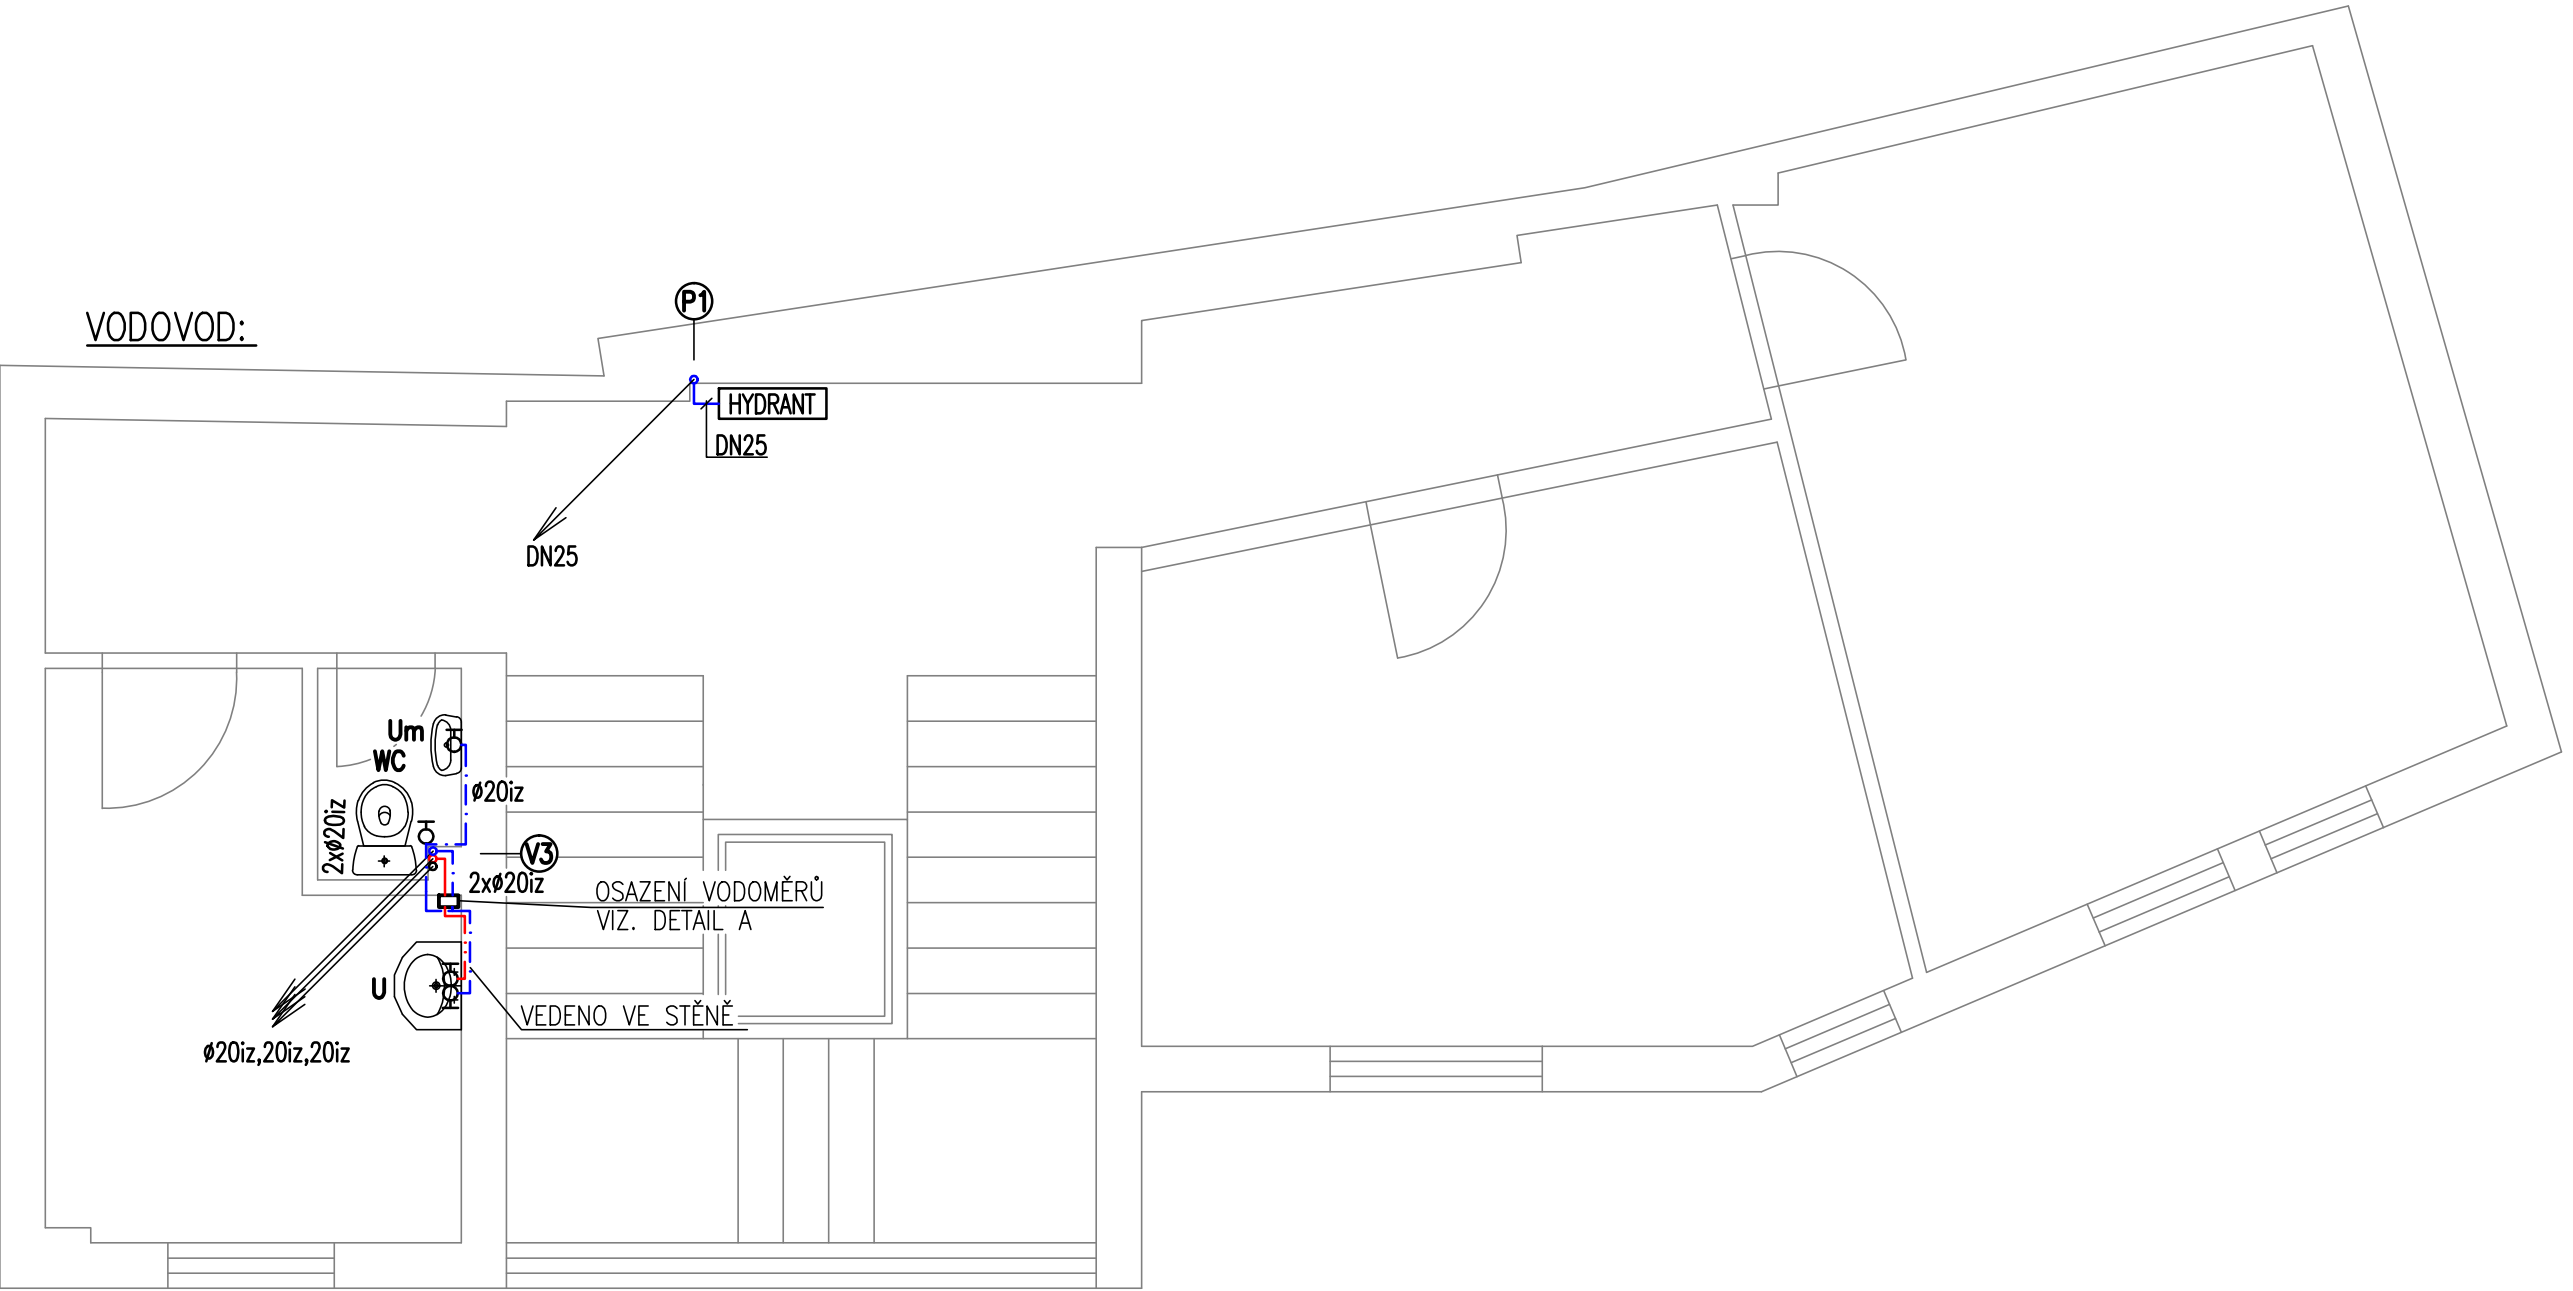 P1
VODOVOD:
HYDRANT
DN25
DN25
Um
WC
ø20iz
2xø20iz
V3
2xø20iz
OSAZENÍ VODOMĚRŮ
VIZ. DETAIL A
U
VEDENO VE STĚNĚ
ø20iz,20iz,20iz